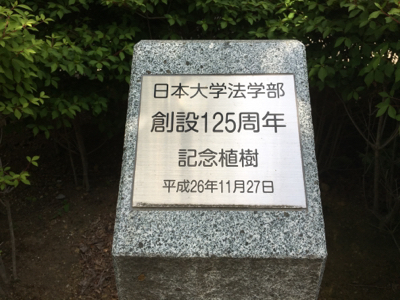 日本大学法学部
創設125周年
記念植樹
平成26年11月27日